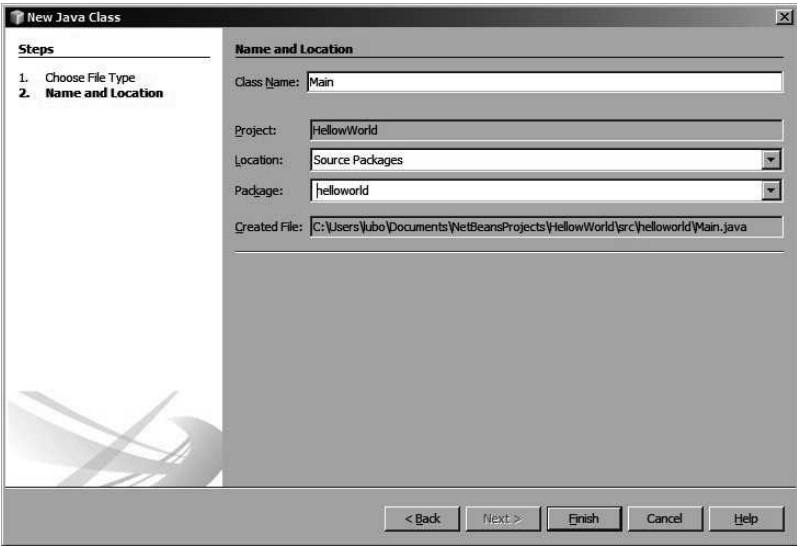 New Java Class
Steps
1. Choose File Type
2. Name and Location
Name and Location
Class Name: Main
Project: HellowWorld
Location: Source Packages
Package: helloworld
Created File: C:\Users\lubo\Documents\NetBeansProjects\HellowWorld\src\helloworld\Main.java
< Back Next > Finish Cancel Help